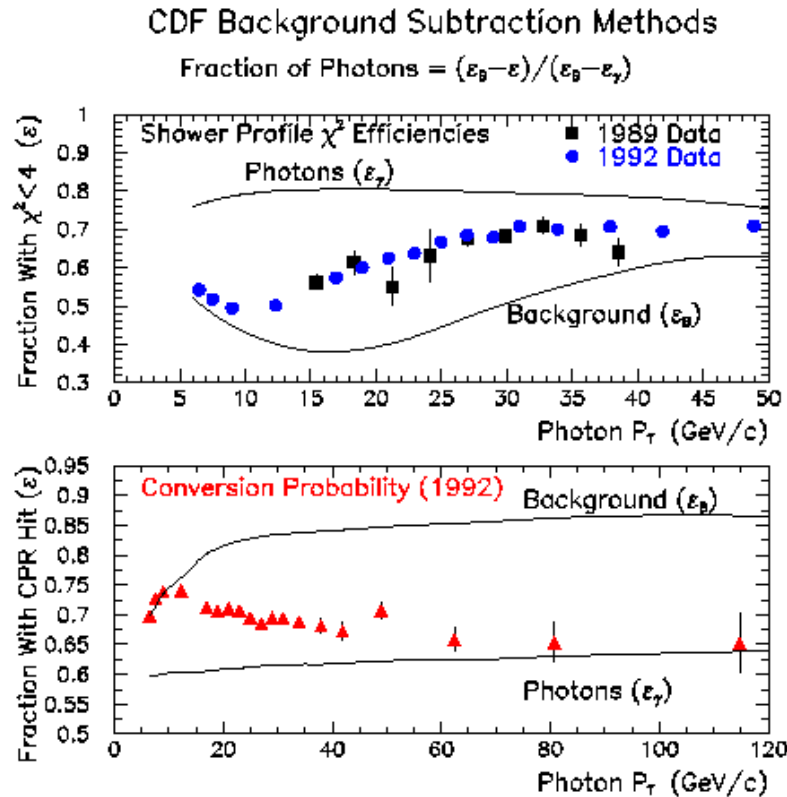 CDF Background Subtraction Methods
Fraction of Photons = (εB−ε)/(εB−εγ)
Fraction With χ²<4 (ε)
1
0.9
0.8
0.7
0.6
0.5
0.4
0.3
Shower Profile χ² Efficiencies
1989 Data
1992 Data
Photons (εγ)
Background (εB)
0 5 10 15 20 25 30 35 40 45 50
Photon PT (GeV/c)
Fraction With CPR Hit (ε)
0.95
0.9
0.85
0.8
0.75
0.7
0.65
0.6
0.55
0.5
Conversion Probability (1992)
Background (εB)
Photons (εγ)
0 20 40 60 80 100 120
Photon PT (GeV/c)